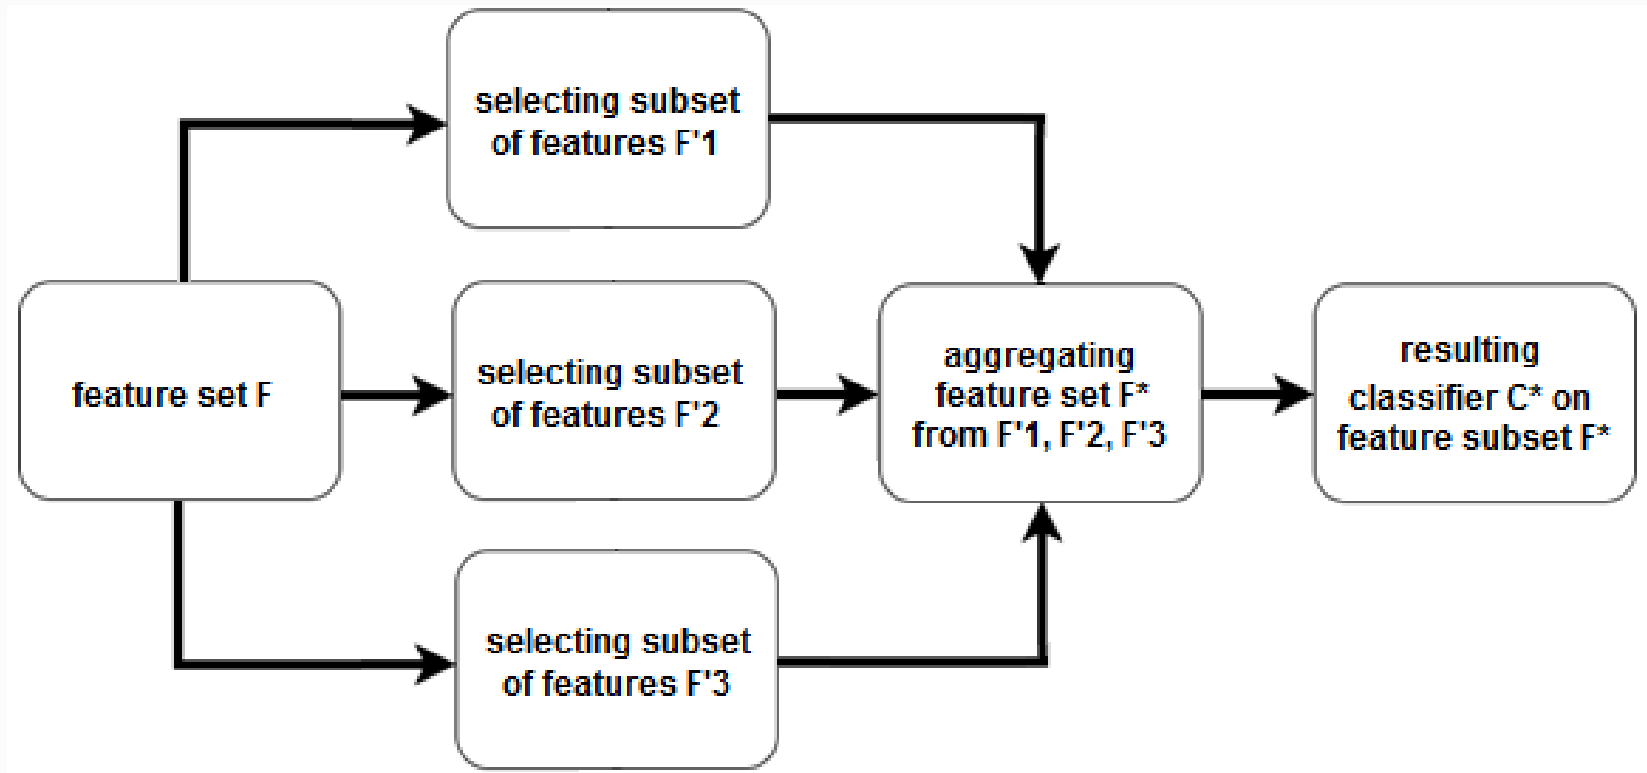 selecting subset
of features F'1
feature set F
selecting subset
of features F'2
aggregating
feature set F*
from F'1, F'2, F'3
resulting
classifier C* on
feature subset F*
selecting subset
of features F'3